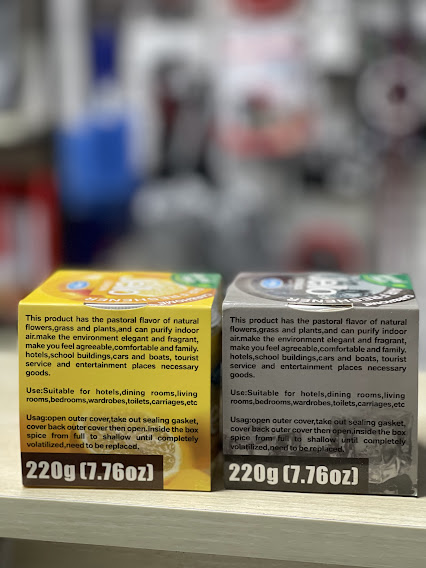 This product has the pastoral flavor of natural
flowers,grass and plants,and can purify indoor
air.make the environment elegant and fragrant,
make you feel agreeable,comfortable and family,
hotels,school buildings,cars and boats, tourist
service and entertainment places necessary
goods.
Use:Suitable for hotels,dining rooms,living
rooms,bedrooms,wardrobes,toilets,carriages,etc
Usag:open outer cover,take out sealing gasket,
cover back outer cover then open.inside the box
spice from full to shallow until completely
volatilized,need to be replaced.
220g (7.76oz)
This product has the pastoral flavor of natural
flowers,grass and plants,and can purify indoor
air.make the environment elegant and fragrant,
make you feel agreeable,comfortable and family,
hotels,school buildings,cars and boats, tourist
service and entertainment places necessary
goods.
Use:Suitable for hotels,dining rooms,living
rooms,bedrooms,wardrobes,toilets,carriages,etc
Usag:open outer cover,take out sealing gasket,
cover back outer cover then open.inside the box
spice from full to shallow until completely
volatilized,need to be replaced.
220g (7.76oz)